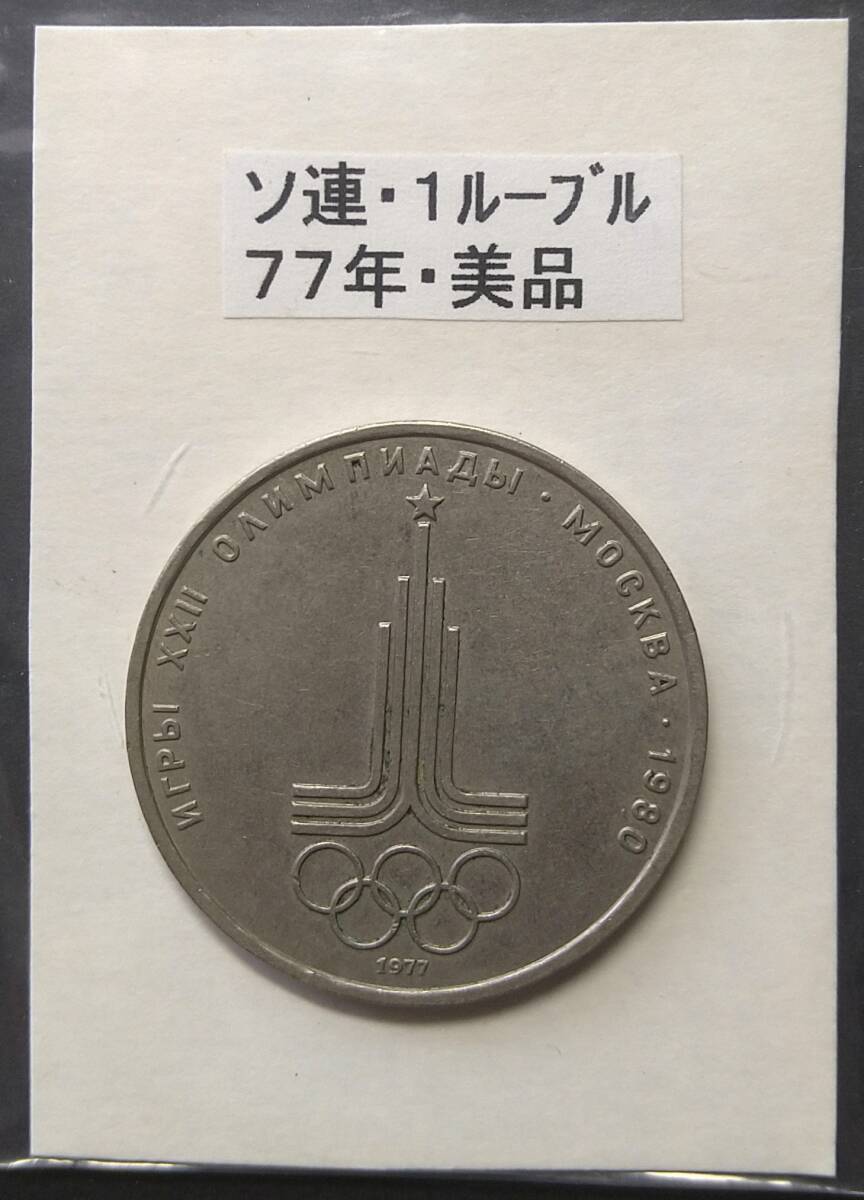 ソ連・1ルーブル
77年・美品
ИГРЫ XXII ОЛИМПИАДЫ · МОСКВА · 1980
1977